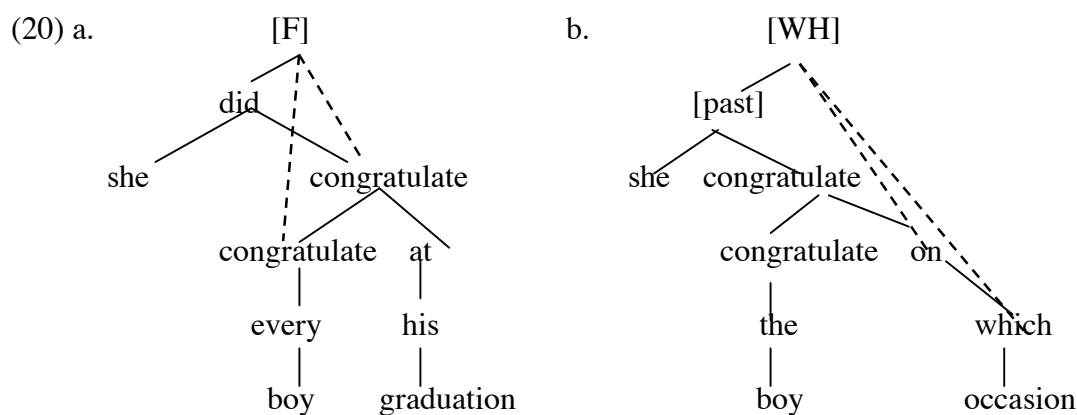 (20) a. [F] b. [WH]
did [past]
she congratulate she congratulate
congratulate at congratulate on
every his the which
boy graduation boy occasion